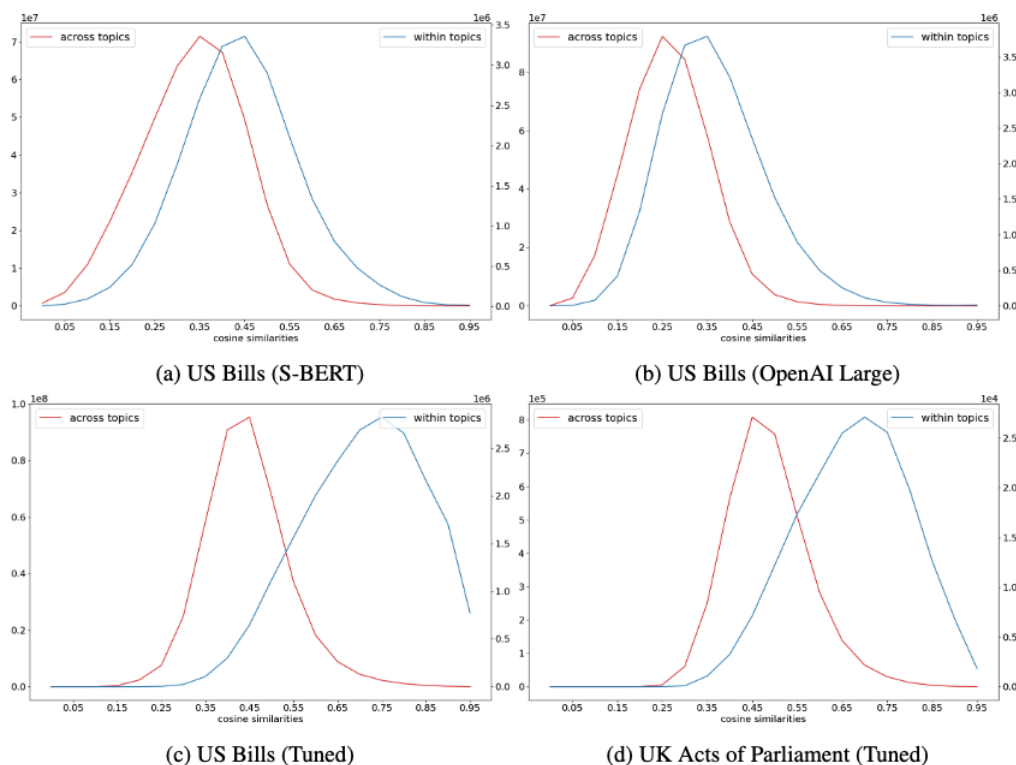 1e7 1e6 1e7 1e6
across topics within topics across topics within topics
7 3.5
6 3.0
5 2.5
4 2.0
3 1.5
2 1.0
1 0.5
0 0.0
0.05 0.15 0.25 0.35 0.45 0.55 0.65 0.75 0.85 0.95
cosine similarities
8 3.5
6 3.0
4 2.5
2 2.0
0 1.5
1.0
0.5
0.0
0.05 0.15 0.25 0.35 0.45 0.55 0.65 0.75 0.85 0.95
cosine similarities
(a) US Bills (S-BERT) (b) US Bills (OpenAI Large)
1e8 1e6 1e5 1e4
across topics within topics across topics within topics
1.0
0.8 2.5
0.6 2.0
0.4 1.5
0.2 1.0
0.0 0.5
0.0
0.05 0.15 0.25 0.35 0.45 0.55 0.65 0.75 0.85 0.95
cosine similarities
8 2.5
7 2.0
6 1.5
5 1.0
4 0.5
3 0.0
2
1
0
0.05 0.15 0.25 0.35 0.45 0.55 0.65 0.75 0.85 0.95
cosine similarities
(c) US Bills (Tuned) (d) UK Acts of Parliament (Tuned)